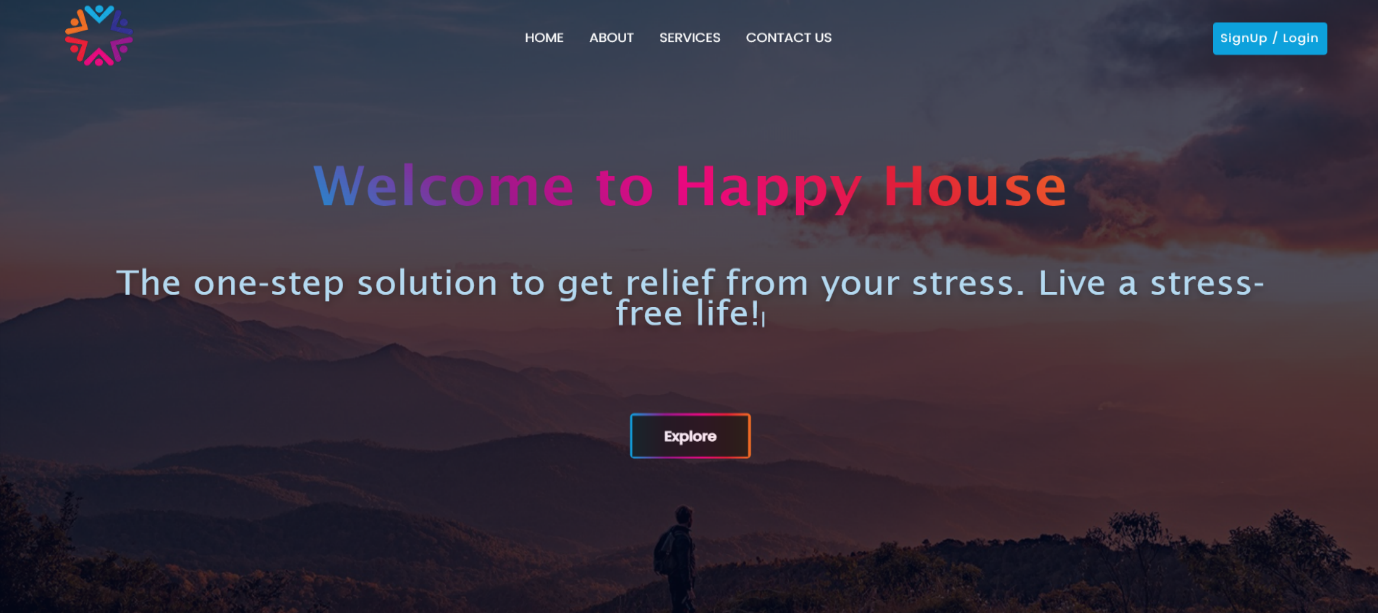 HOME ABOUT SERVICES CONTACT US SignUp / Login
Welcome to Happy House
The one-step solution to get relief from your stress. Live a stress-
free life!|
Explore